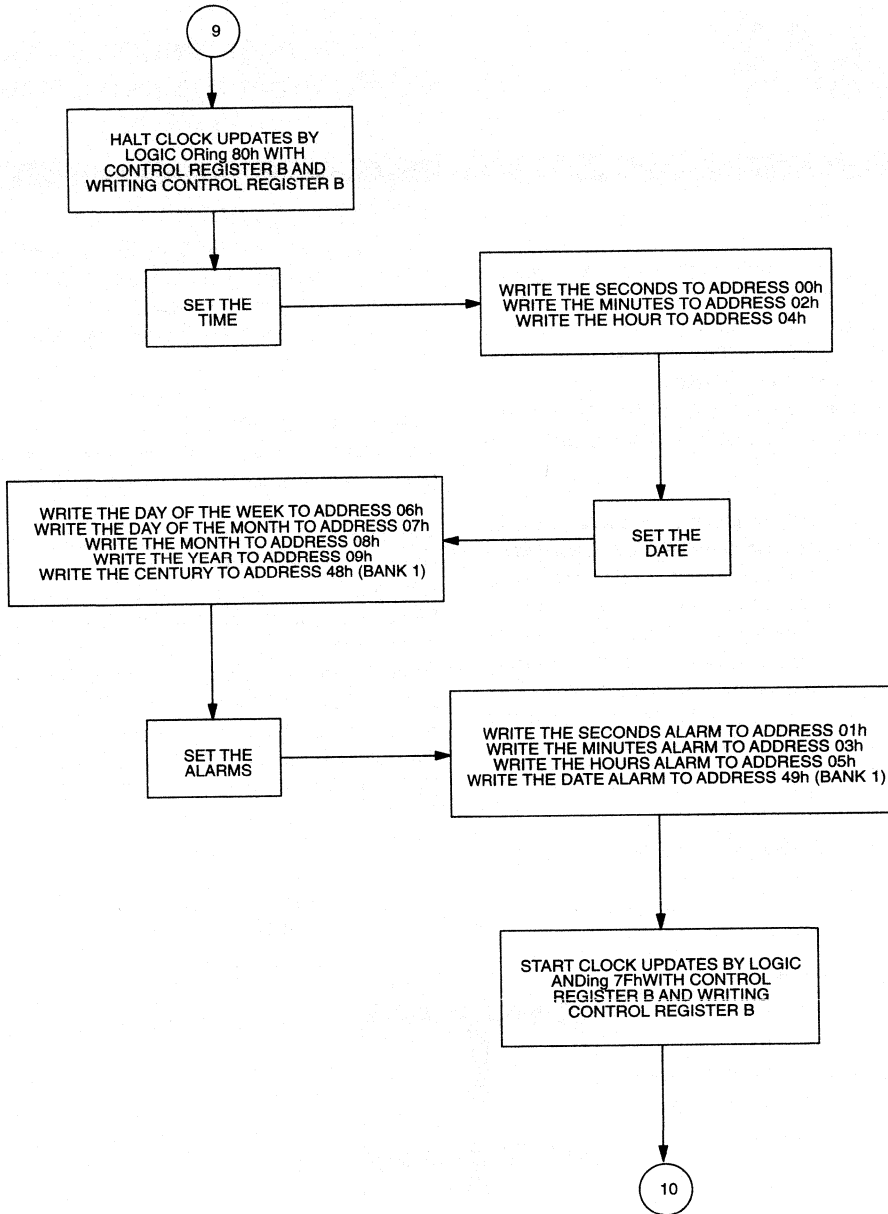 9
HALT CLOCK UPDATES BY
LOGIC ORing 80h WITH
CONTROL REGISTER B AND
WRITING CONTROL REGISTER B
SET THE
TIME
WRITE THE SECONDS TO ADDRESS 00h
WRITE THE MINUTES TO ADDRESS 02h
WRITE THE HOUR TO ADDRESS 04h
SET THE
DATE
WRITE THE DAY OF THE WEEK TO ADDRESS 06h
WRITE THE DAY OF THE MONTH TO ADDRESS 07h
WRITE THE MONTH TO ADDRESS 08h
WRITE THE YEAR TO ADDRESS 09h
WRITE THE CENTURY TO ADDRESS 48h (BANK 1)
SET THE
ALARMS
WRITE THE SECONDS ALARM TO ADDRESS 01h
WRITE THE MINUTES ALARM TO ADDRESS 03h
WRITE THE HOURS ALARM TO ADDRESS 05h
WRITE THE DATE ALARM TO ADDRESS 49h (BANK 1)
START CLOCK UPDATES BY LOGIC
ANDing 7FhWITH CONTROL
REGISTER B AND WRITING
CONTROL REGISTER B
10